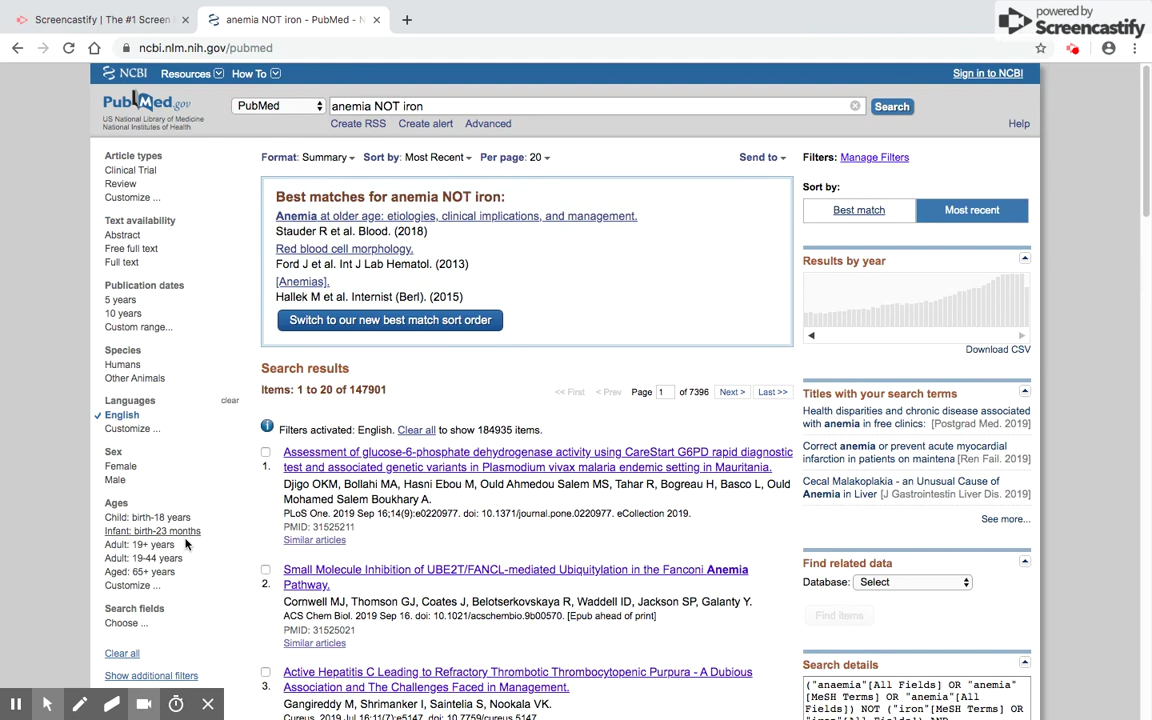 Screencastify | The #1 Screen
anemia NOT iron - PubMed - N
powered by
Screencastify
ncbi.nlm.nih.gov/pubmed
NCBI Resources How To Sign in to NCBI
PubMed.gov
US National Library of Medicine
National Institutes of Health
PubMed anemia NOT iron Search
Create RSS Create alert Advanced Help
Article types
Clinical Trial
Review
Customize ...
Text availability
Abstract
Free full text
Full text
Publication dates
5 years
10 years
Custom range...
Species
Humans
Other Animals
Languages clear
English
Customize ...
Sex
Female
Male
Ages
Child: birth-18 years
Infant: birth-23 months
Adult: 19+ years
Adult: 19-44 years
Aged: 65+ years
Customize ...
Search fields
Choose ...
Clear all
Show additional filters
Format: Summary Sort by: Most Recent Per page: 20 Send to
Best matches for anemia NOT iron:
Anemia at older age: etiologies, clinical implications, and management.
Stauder R et al. Blood. (2018)
Red blood cell morphology.
Ford J et al. Int J Lab Hematol. (2013)
[Anemias].
Hallek M et al. Internist (Berl). (2015)
Switch to our new best match sort order
Search results
Items: 1 to 20 of 147901
<< First < Prev Page 1 of 7396 Next > Last >>
Filters activated: English. Clear all to show 184935 items.
Assessment of glucose-6-phosphate dehydrogenase activity using CareStart G6PD rapid diagnostic
1. test and associated genetic variants in Plasmodium vivax malaria endemic setting in Mauritania.
Djigo OKM, Bollahi MA, Hasni Ebou M, Ould Ahmedou Salem MS, Tahar R, Bogreau H, Basco L, Ould
Mohamed Salem Boukhary A.
PLoS One. 2019 Sep 16;14(9):e0220977. doi: 10.1371/journal.pone.0220977. eCollection 2019.
PMID: 31525211
Similar articles
Small Molecule Inhibition of UBE2T/FANCL-mediated Ubiquitylation in the Fanconi Anemia
2. Pathway.
Cornwell MJ, Thomson GJ, Coates J, Belotserkovskaya R, Waddell ID, Jackson SP, Galanty Y.
ACS Chem Biol. 2019 Sep 16. doi: 10.1021/acschembio.9b00570. [Epub ahead of print]
PMID: 31525021
Similar articles
Active Hepatitis C Leading to Refractory Thrombotic Thrombocytopenic Purpura - A Dubious
3. Association and The Challenges Faced in Management.
Gangireddy M, Shrimanker I, Saintelia S, Nookala VK.
Cureus. 2019 Jul 16;11(7):e5147. doi: 10.7759/cureus.5147
Filters: Manage Filters
Sort by:
Best match Most recent
Results by year
Download CSV
Titles with your search terms
Health disparities and chronic disease associated
with anemia in free clinics: [Postgrad Med. 2019]
Correct anemia or prevent acute myocardial
infarction in patients on maintena [Ren Fail. 2019]
Cecal Malakoplakia - an Unusual Cause of
Anemia in Liver [J Gastrointestin Liver Dis. 2019]
See more...
Find related data
Database: Select
Find items
Search details
("anaemia"[All Fields] OR "anemia"
[MeSH Terms] OR "anemia"[All
Fields]) NOT ("iron"[MeSH Terms] OR
"iron"[All Fields]) AND